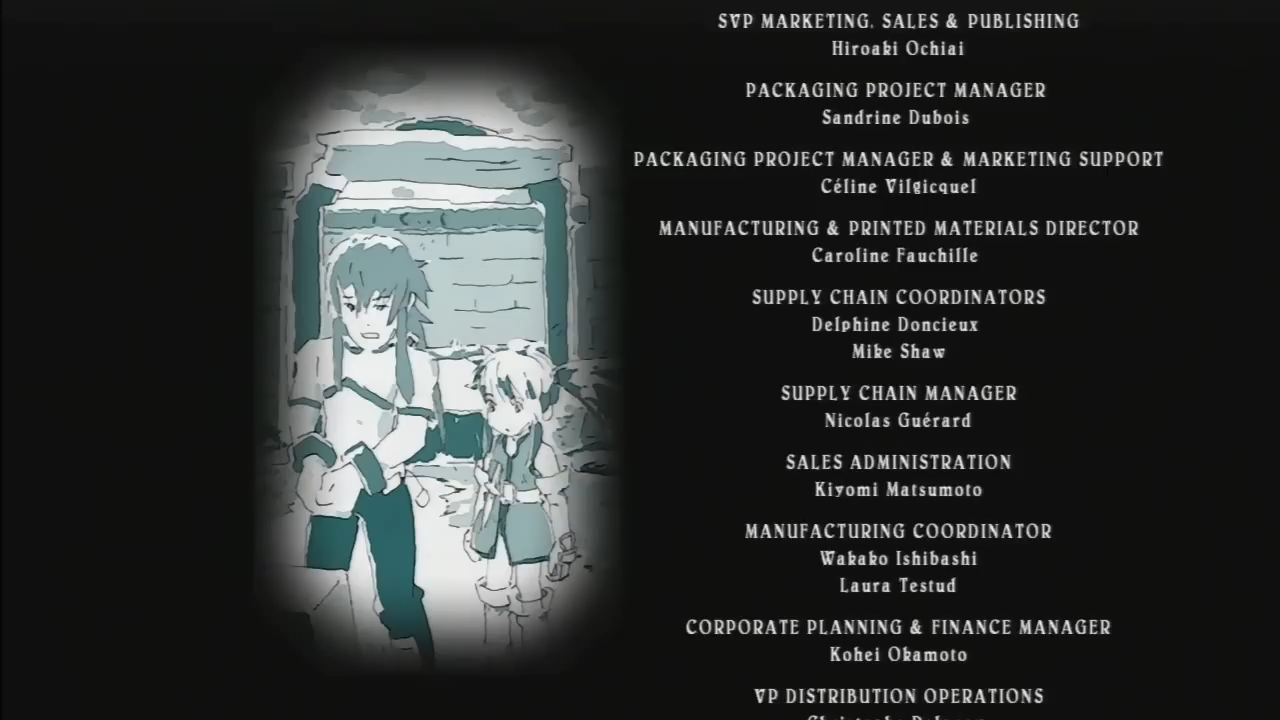 SVP MARKETING, SALES & PUBLISHING
Hiroaki Ochiai
PACKAGING PROJECT MANAGER
Sandrine Dubois
PACKAGING PROJECT MANAGER & MARKETING SUPPORT
Céline Vilgicquel
MANUFACTURING & PRINTED MATERIALS DIRECTOR
Caroline Fauchille
SUPPLY CHAIN COORDINATORS
Delphine Doncieux
Mike Shaw
SUPPLY CHAIN MANAGER
Nicolas Guérard
SALES ADMINISTRATION
Kiyomi Matsumoto
MANUFACTURING COORDINATOR
Wakako Ishibashi
Laura Testud
CORPORATE PLANNING & FINANCE MANAGER
Kohei Okamoto
VP DISTRIBUTION OPERATIONS